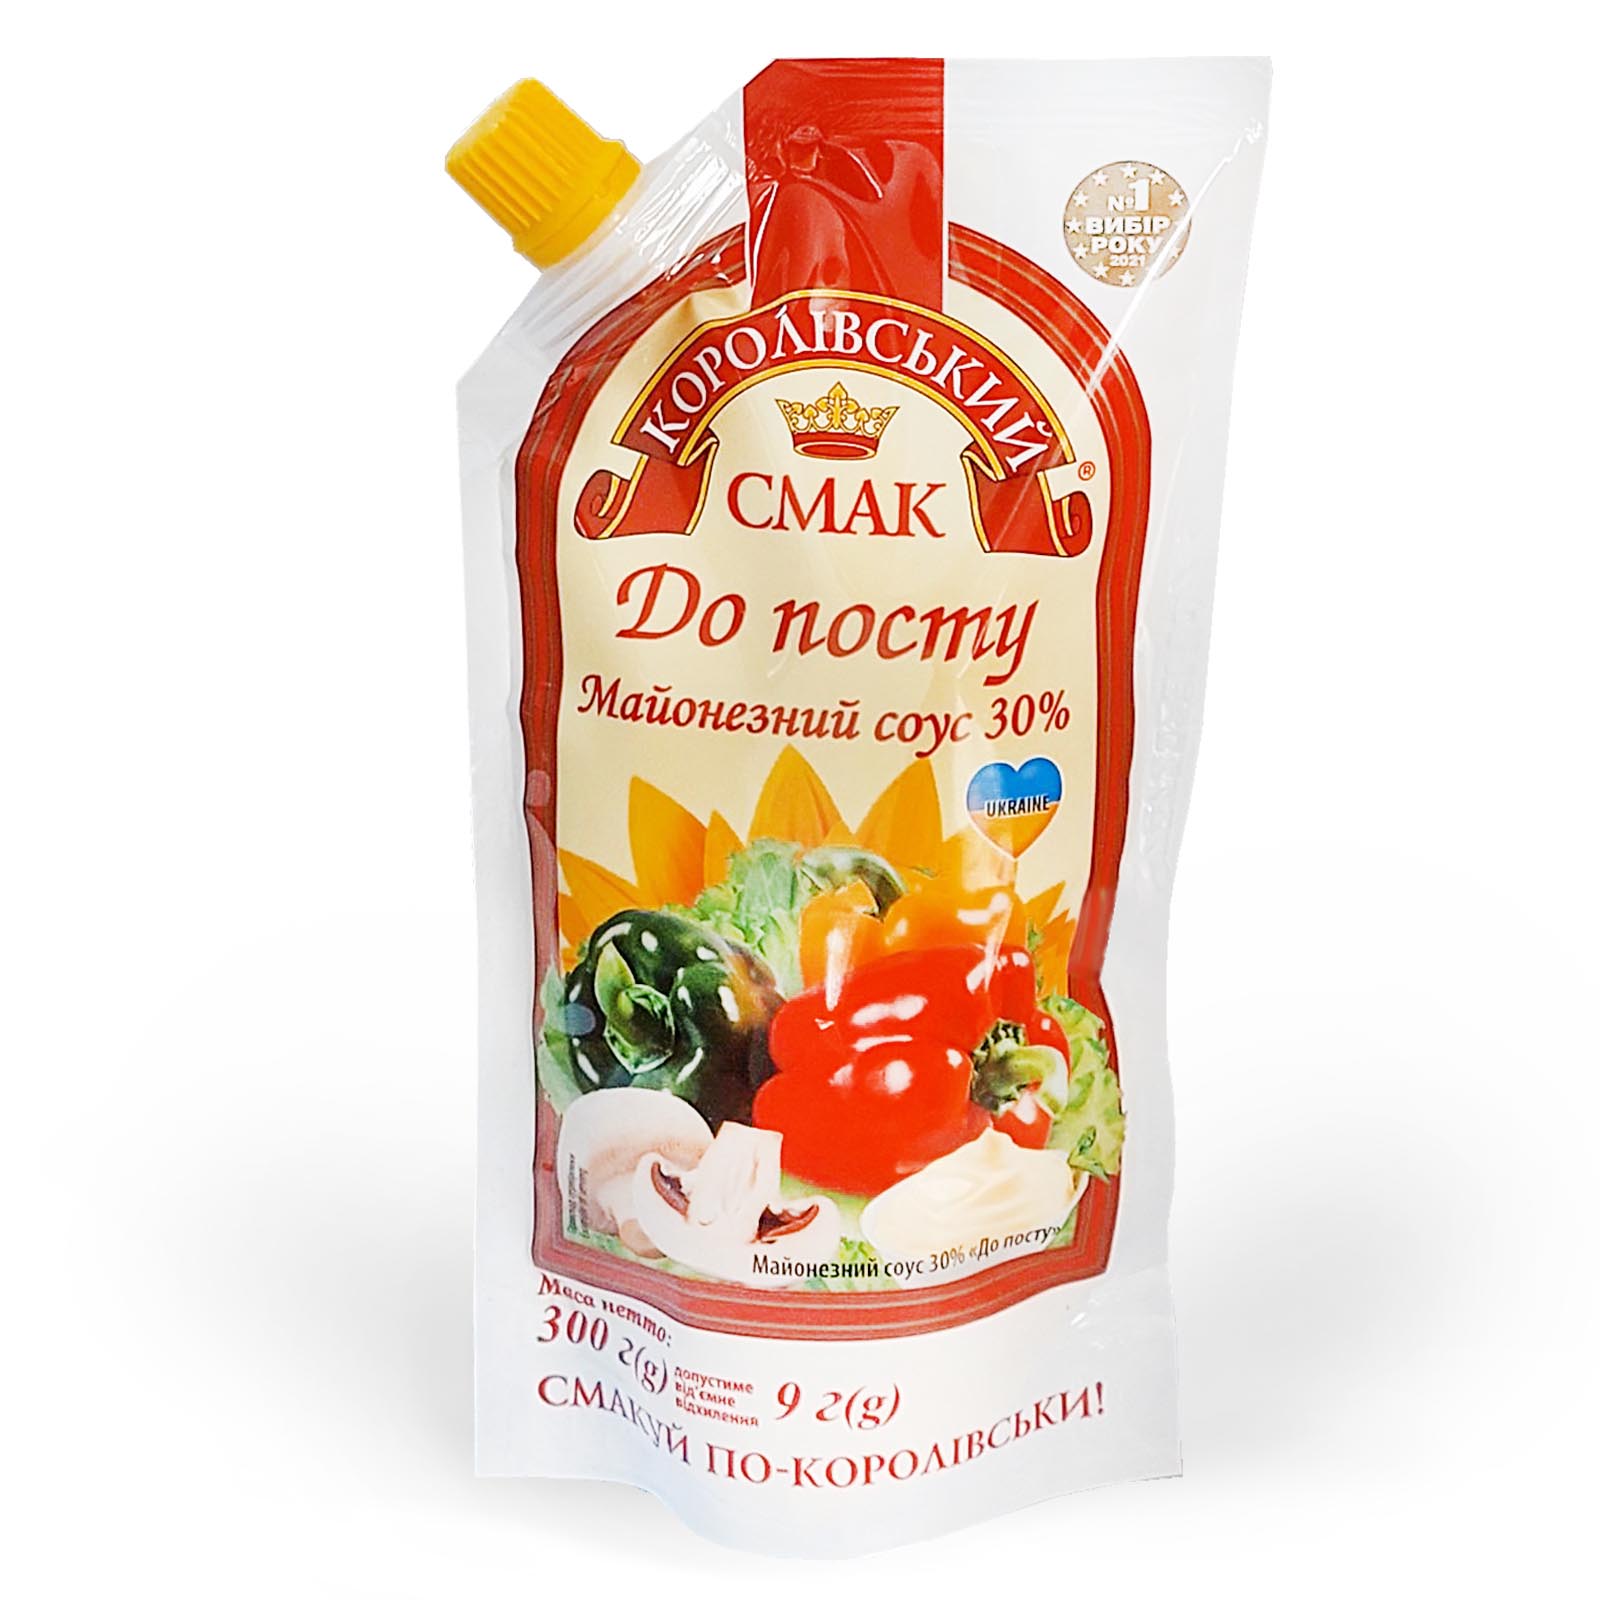 №1
ВИБІР
РОКУ
2021
КОРОЛІВСЬКИЙ
СМАК
®
До посту
Майонезний соус 30%
UKRAINE
Майонезний соус 30% «До посту»
Маса нетто:
300 г(g) допустиме від'ємне відхилення 9 г(g)
СМАКУЙ ПО-КОРОЛІВСЬКИ!